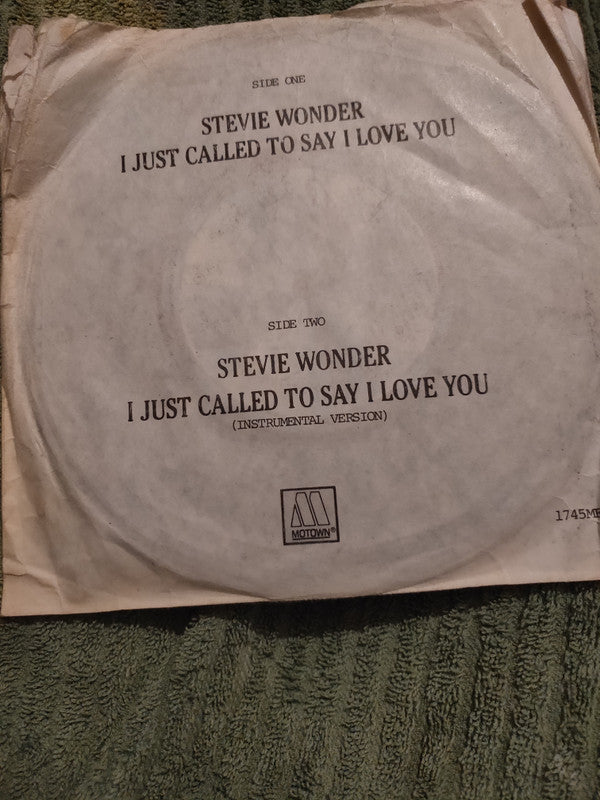 SIDE ONE
STEVIE WONDER
I JUST CALLED TO SAY I LOVE YOU
SIDE TWO
STEVIE WONDER
I JUST CALLED TO SAY I LOVE YOU
(INSTRUMENTAL VERSION)
MOTOWN®
1745MF